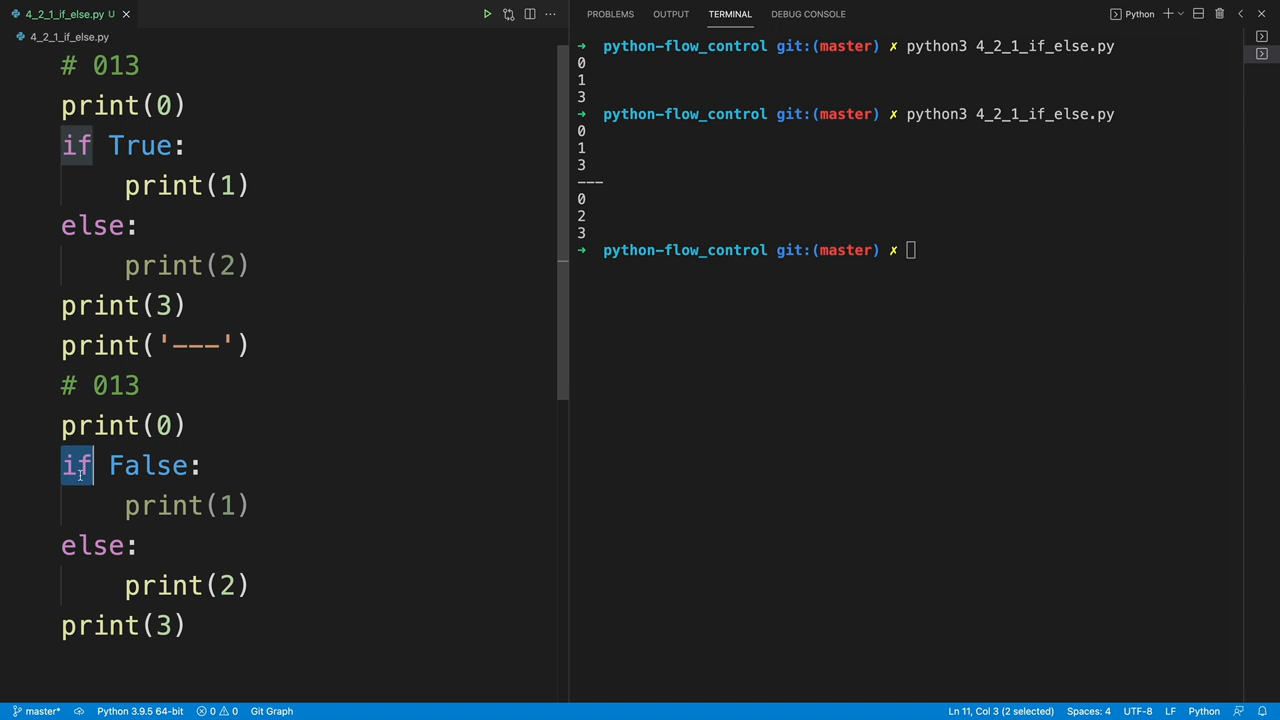 4_2_1_if_else.py U
4_2_1_if_else.py
# 013
print(0)
if True:
    print(1)
else:
    print(2)
print(3)
print('---')
# 013
print(0)
if False:
    print(1)
else:
    print(2)
print(3)
PROBLEMS OUTPUT TERMINAL DEBUG CONSOLE Python
→ python-flow_control git:(master) ✗ python3 4_2_1_if_else.py
0
1
3
→ python-flow_control git:(master) ✗ python3 4_2_1_if_else.py
0
1
3
---
0
2
3
→ python-flow_control git:(master) ✗
master* Python 3.9.5 64-bit 0 0 Git Graph Ln 11, Col 3 (2 selected) Spaces: 4 UTF-8 LF Python